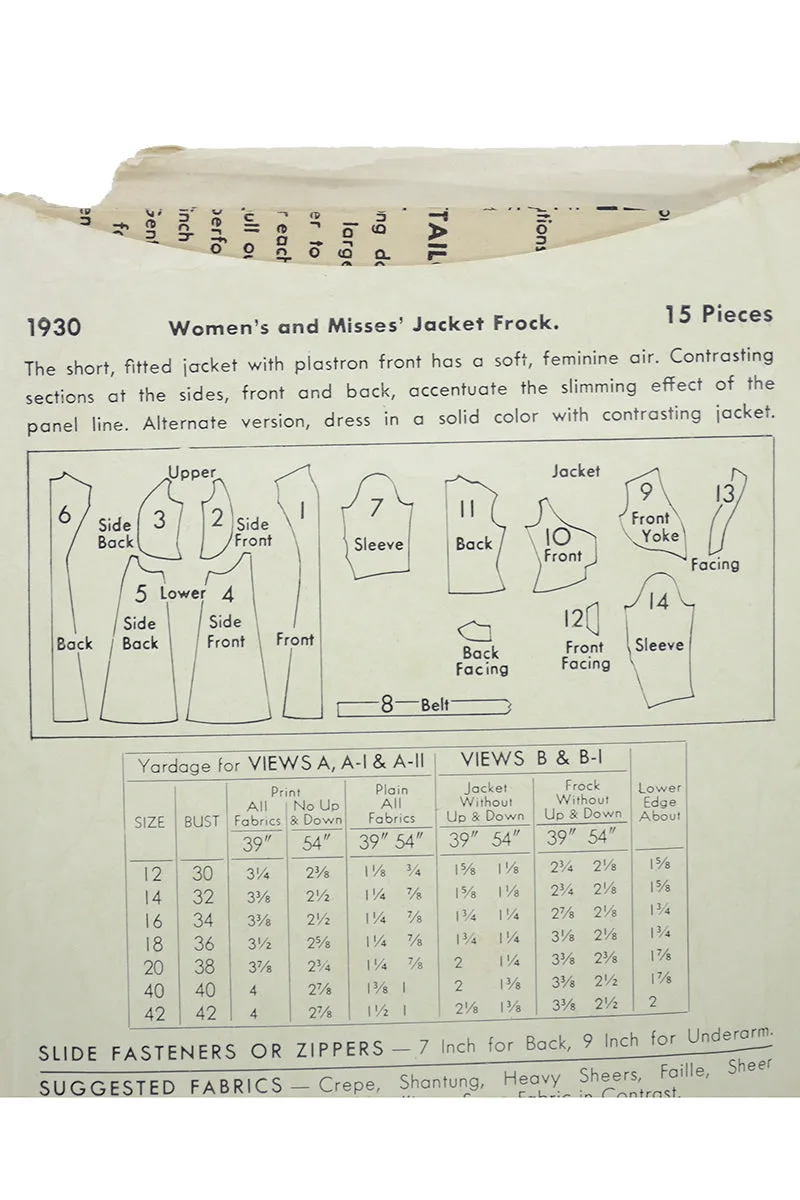 TAIL
large
1930 Women's and Misses' Jacket Frock. 15 Pieces
The short, fitted jacket with plastron front has a soft, feminine air. Contrasting
sections at the sides, front and back, accentuate the slimming effect of the
panel line. Alternate version, dress in a solid color with contrasting jacket.
Upper
Jacket
6
Side
Back
3
2
Side
Front
1
7
Sleeve
11
Back
10
Front
9
Front
Yoke
13
Facing
5 Lower 4
Side
Back
Side
Front
Back
Front
Back
Facing
12
Front
Facing
14
Sleeve
8 Belt
Yardage for VIEWS A, A-I & A-II VIEWS B & B-I
Print Plain Jacket Frock Lower
All No Up All Without Without Edge
SIZE BUST Fabrics & Down Fabrics Up & Down Up & Down About
39" 54" 39" 54" 39" 54" 39" 54"
12 30 3¼ 2⅜ 1⅛ ¾ 1⅝ 1⅛ 2¾ 2⅛ 1⅝
14 32 3⅜ 2½ 1¼ ⅞ 1⅝ 1⅛ 2¾ 2⅛ 1⅝
16 34 3⅜ 2½ 1¼ ⅞ 1¾ 1¼ 2⅞ 2⅛ 1¾
18 36 3½ 2⅝ 1¼ ⅞ 1¾ 1¼ 3⅛ 2⅛ 1¾
20 38 3⅞ 2¾ 1¼ ⅞ 2 1¼ 3⅜ 2⅜ 1⅞
40 40 4 2⅞ 1⅜ 1 2 1⅜ 3⅜ 2½ 1⅞
42 42 4 2⅞ 1½ 1 2⅛ 1⅜ 3⅜ 2½ 2
SLIDE FASTENERS OR ZIPPERS — 7 Inch for Back, 9 Inch for Underarm.
SUGGESTED FABRICS — Crepe, Shantung, Heavy Sheers, Faille, Sheer
Fabric in Contrast.